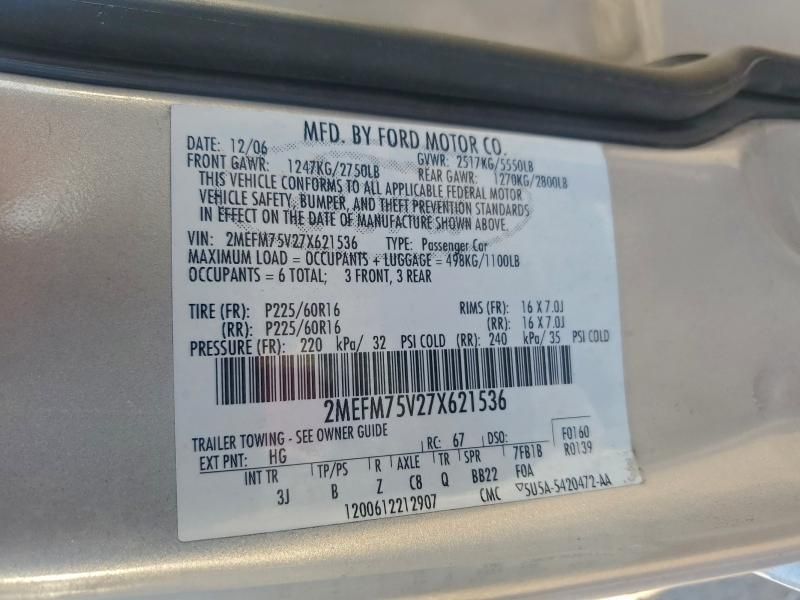 MFD. BY FORD MOTOR CO.
DATE: 12/06 GVWR: 2517KG/5550LB
FRONT GAWR: 1247KG/2750LB REAR GAWR: 1270KG/2800LB
THIS VEHICLE CONFORMS TO ALL APPLICABLE FEDERAL MOTOR
VEHICLE SAFETY, BUMPER, AND THEFT PREVENTION STANDARDS
IN EFFECT ON THE DATE OF MANUFACTURE SHOWN ABOVE.
VIN: 2MEFM75V27X621536 TYPE: Passenger Car
MAXIMUM LOAD = OCCUPANTS + LUGGAGE = 498KG/1100LB
OCCUPANTS = 6 TOTAL; 3 FRONT, 3 REAR
TIRE (FR): P225/60R16 RIMS (FR): 16 X 7.0J
(RR): P225/60R16 (RR): 16 X 7.0J
PRESSURE (FR): 220 kPa/ 32 PSI COLD (RR): 240 kPa/ 35 PSI COLD
2MEFM75V27X621536
TRAILER TOWING - SEE OWNER GUIDE
EXT PNT: HG RC: 67 DSO: F0160
7FB1B R0139
INT TR TP/PS R AXLE TR SPR F0A
3J B Z C8 Q BB22
1200612212907 CMC ▽5U5A-5420472-AA